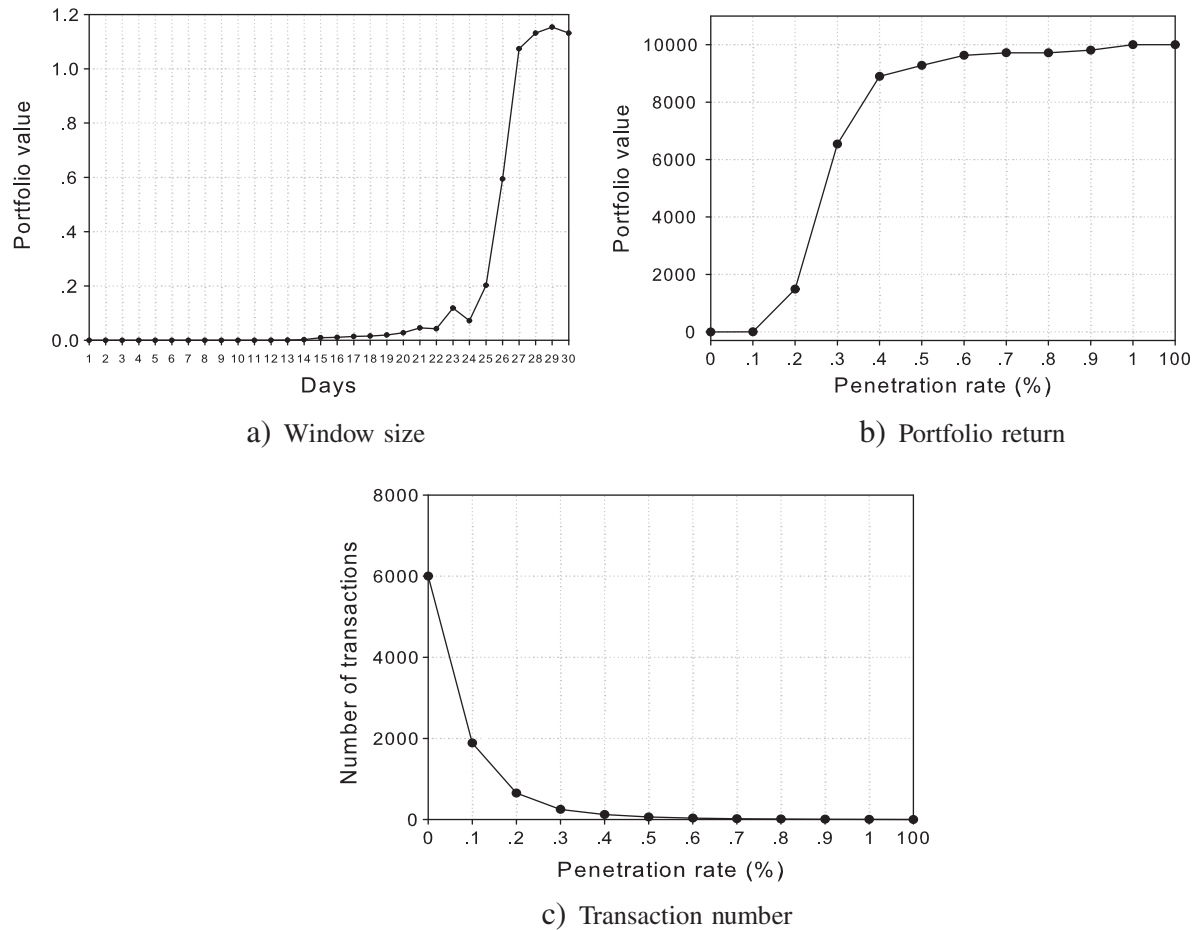 1.2
1.0
.8
.6
.4
.2
0.0
Portfolio value
1 2 3 4 5 6 7 8 9 10 11 12 13 14 15 16 17 18 19 20 21 22 23 24 25 26 27 28 29 30
Days
a) Window size
10000
8000
6000
4000
2000
0
Portfolio value
0 .1 .2 .3 .4 .5 .6 .7 .8 .9 1 100
Penetration rate (%)
b) Portfolio return
8000
6000
4000
2000
0
Number of transactions
0 .1 .2 .3 .4 .5 .6 .7 .8 .9 1 100
Penetration rate (%)
c) Transaction number